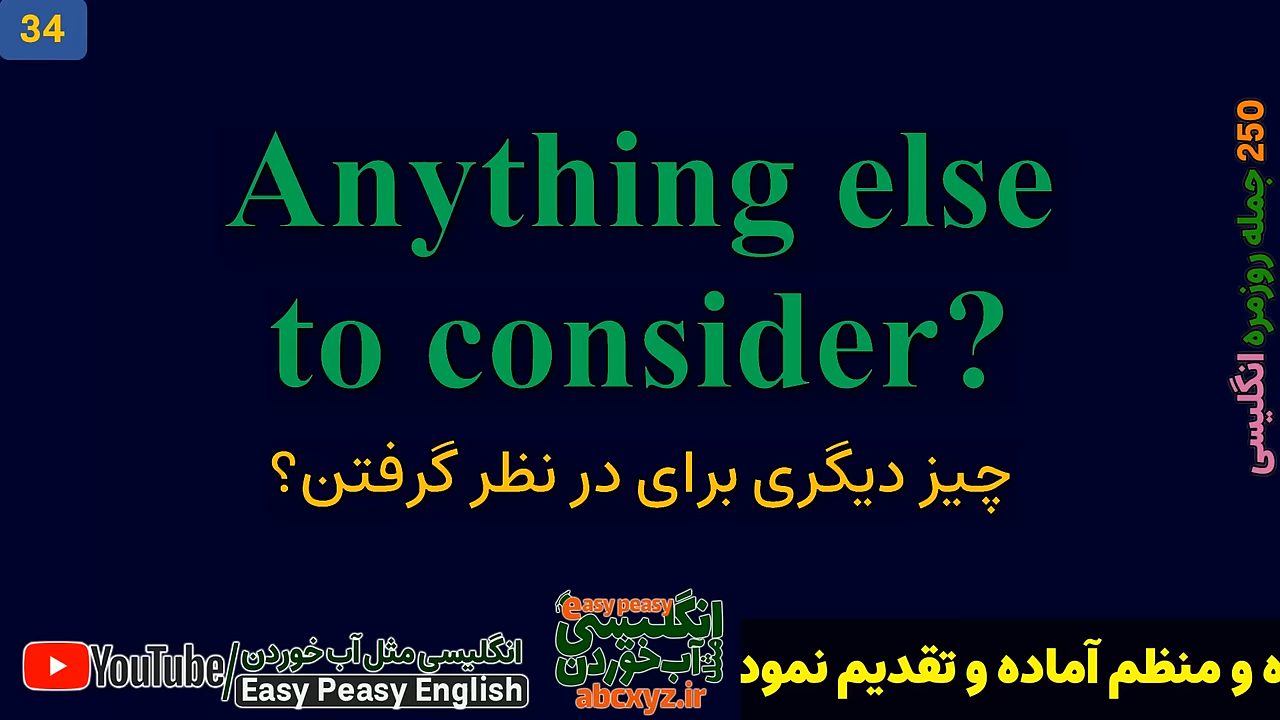 34
Anything else
to consider?
چیز دیگری برای در نظر گرفتن؟
250 جمله روزمره انگلیسی
YouTube/
انگلیسی مثل آب خوردن
Easy Peasy English
easy peasy
انگلیسی
مثل آب خوردن
abcxyz.ir
ه و منظم آماده و تقدیم نمود